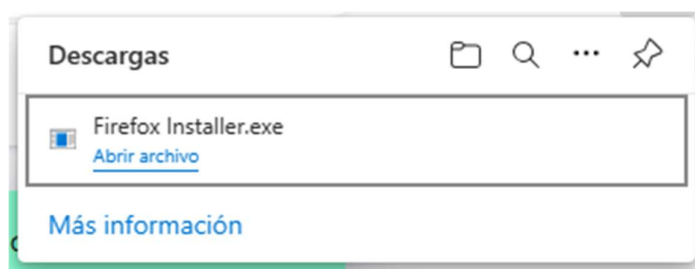 Descargas
Firefox Installer.exe
Abrir archivo
Más información